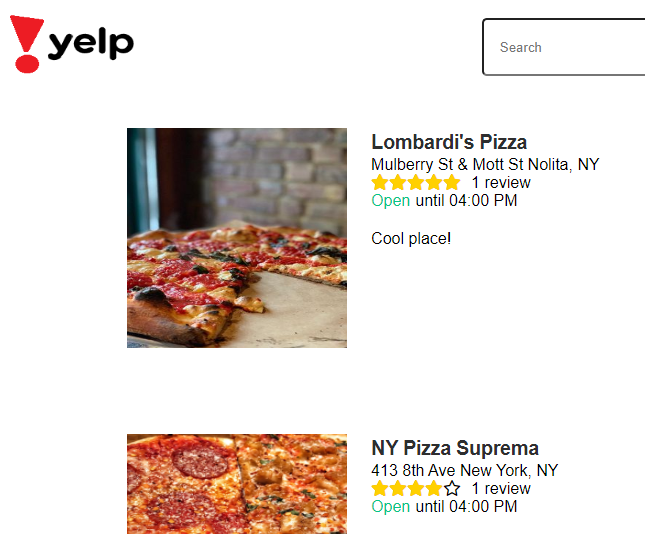 yelp
Search
Lombardi's Pizza
Mulberry St & Mott St Nolita, NY
1 review
Open until 04:00 PM
Cool place!
NY Pizza Suprema
413 8th Ave New York, NY
1 review
Open until 04:00 PM